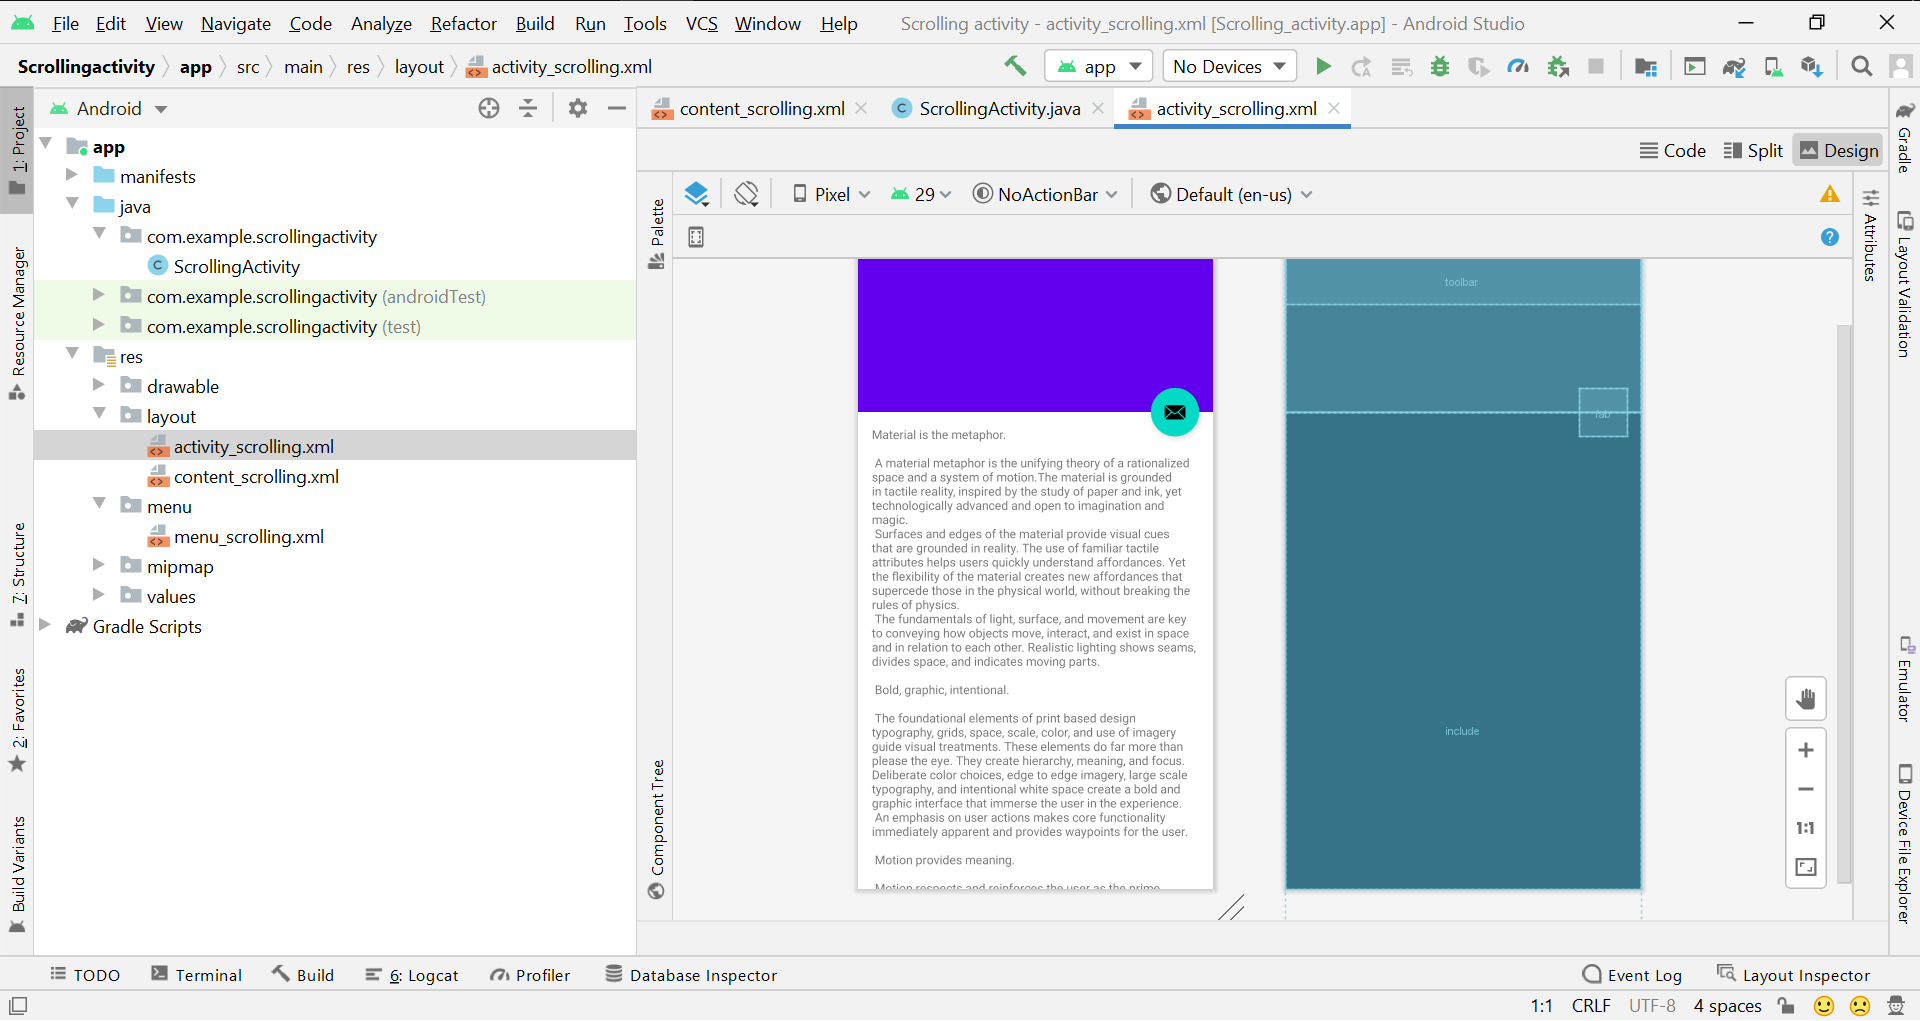 File Edit View Navigate Code Analyze Refactor Build Run Tools VCS Window Help Scrolling activity - activity_scrolling.xml [Scrolling_activity.app] - Android Studio
Scrollingactivity app src main res layout activity_scrolling.xml app No Devices
Android
content_scrolling.xml ScrollingActivity.java activity_scrolling.xml
Code Split Design
Pixel 29 NoActionBar Default (en-us)
1: Project
Resource Manager
7: Structure
2: Favorites
Build Variants
app
manifests
java
com.example.scrollingactivity
ScrollingActivity
com.example.scrollingactivity (androidTest)
com.example.scrollingactivity (test)
res
drawable
layout
activity_scrolling.xml
content_scrolling.xml
menu
menu_scrolling.xml
mipmap
values
Gradle Scripts
Palette
Component Tree
Material is the metaphor.
A material metaphor is the unifying theory of a rationalized
space and a system of motion.The material is grounded
in tactile reality, inspired by the study of paper and ink, yet
technologically advanced and open to imagination and
magic.
Surfaces and edges of the material provide visual cues
that are grounded in reality. The use of familiar tactile
attributes helps users quickly understand affordances. Yet
the flexibility of the material creates new affordances that
supercede those in the physical world, without breaking the
rules of physics.
The fundamentals of light, surface, and movement are key
to conveying how objects move, interact, and exist in space
and in relation to each other. Realistic lighting shows seams,
divides space, and indicates moving parts.
Bold, graphic, intentional.
The foundational elements of print based design
typography, grids, space, scale, color, and use of imagery
guide visual treatments. These elements do far more than
please the eye. They create hierarchy, meaning, and focus.
Deliberate color choices, edge to edge imagery, large scale
typography, and intentional white space create a bold and
graphic interface that immerse the user in the experience.
An emphasis on user actions makes core functionality
immediately apparent and provides waypoints for the user.
Motion provides meaning.
Motion respects and reinforces the user as the prime
toolbar
fab
include
1:1
Attributes
Gradle
Layout Validation
Emulator
Device File Explorer
TODO Terminal Build 6: Logcat Profiler Database Inspector Event Log Layout Inspector
1:1 CRLF UTF-8 4 spaces